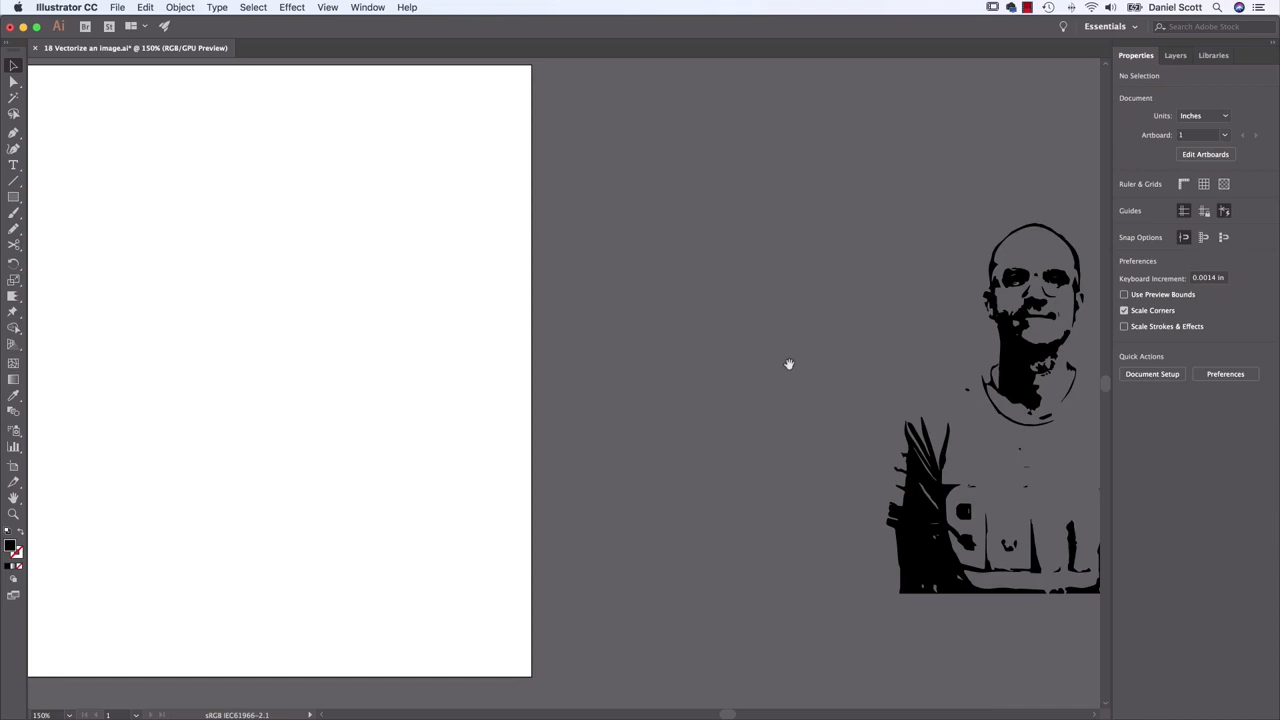 Illustrator CC File Edit Object Type Select Effect View Window Help Daniel Scott
Ai Br St Essentials Search Adobe Stock
18 Vectorize an image.ai* @ 150% (RGB/GPU Preview)
Properties Layers Libraries
No Selection
Document
Units: Inches
Artboard: 1
Edit Artboards
Ruler & Grids
Guides
Snap Options
Preferences
Keyboard Increment: 0.0014 in
Use Preview Bounds
Scale Corners
Scale Strokes & Effects
Quick Actions
Document Setup Preferences
150% 1 sRGB IEC61966-2.1